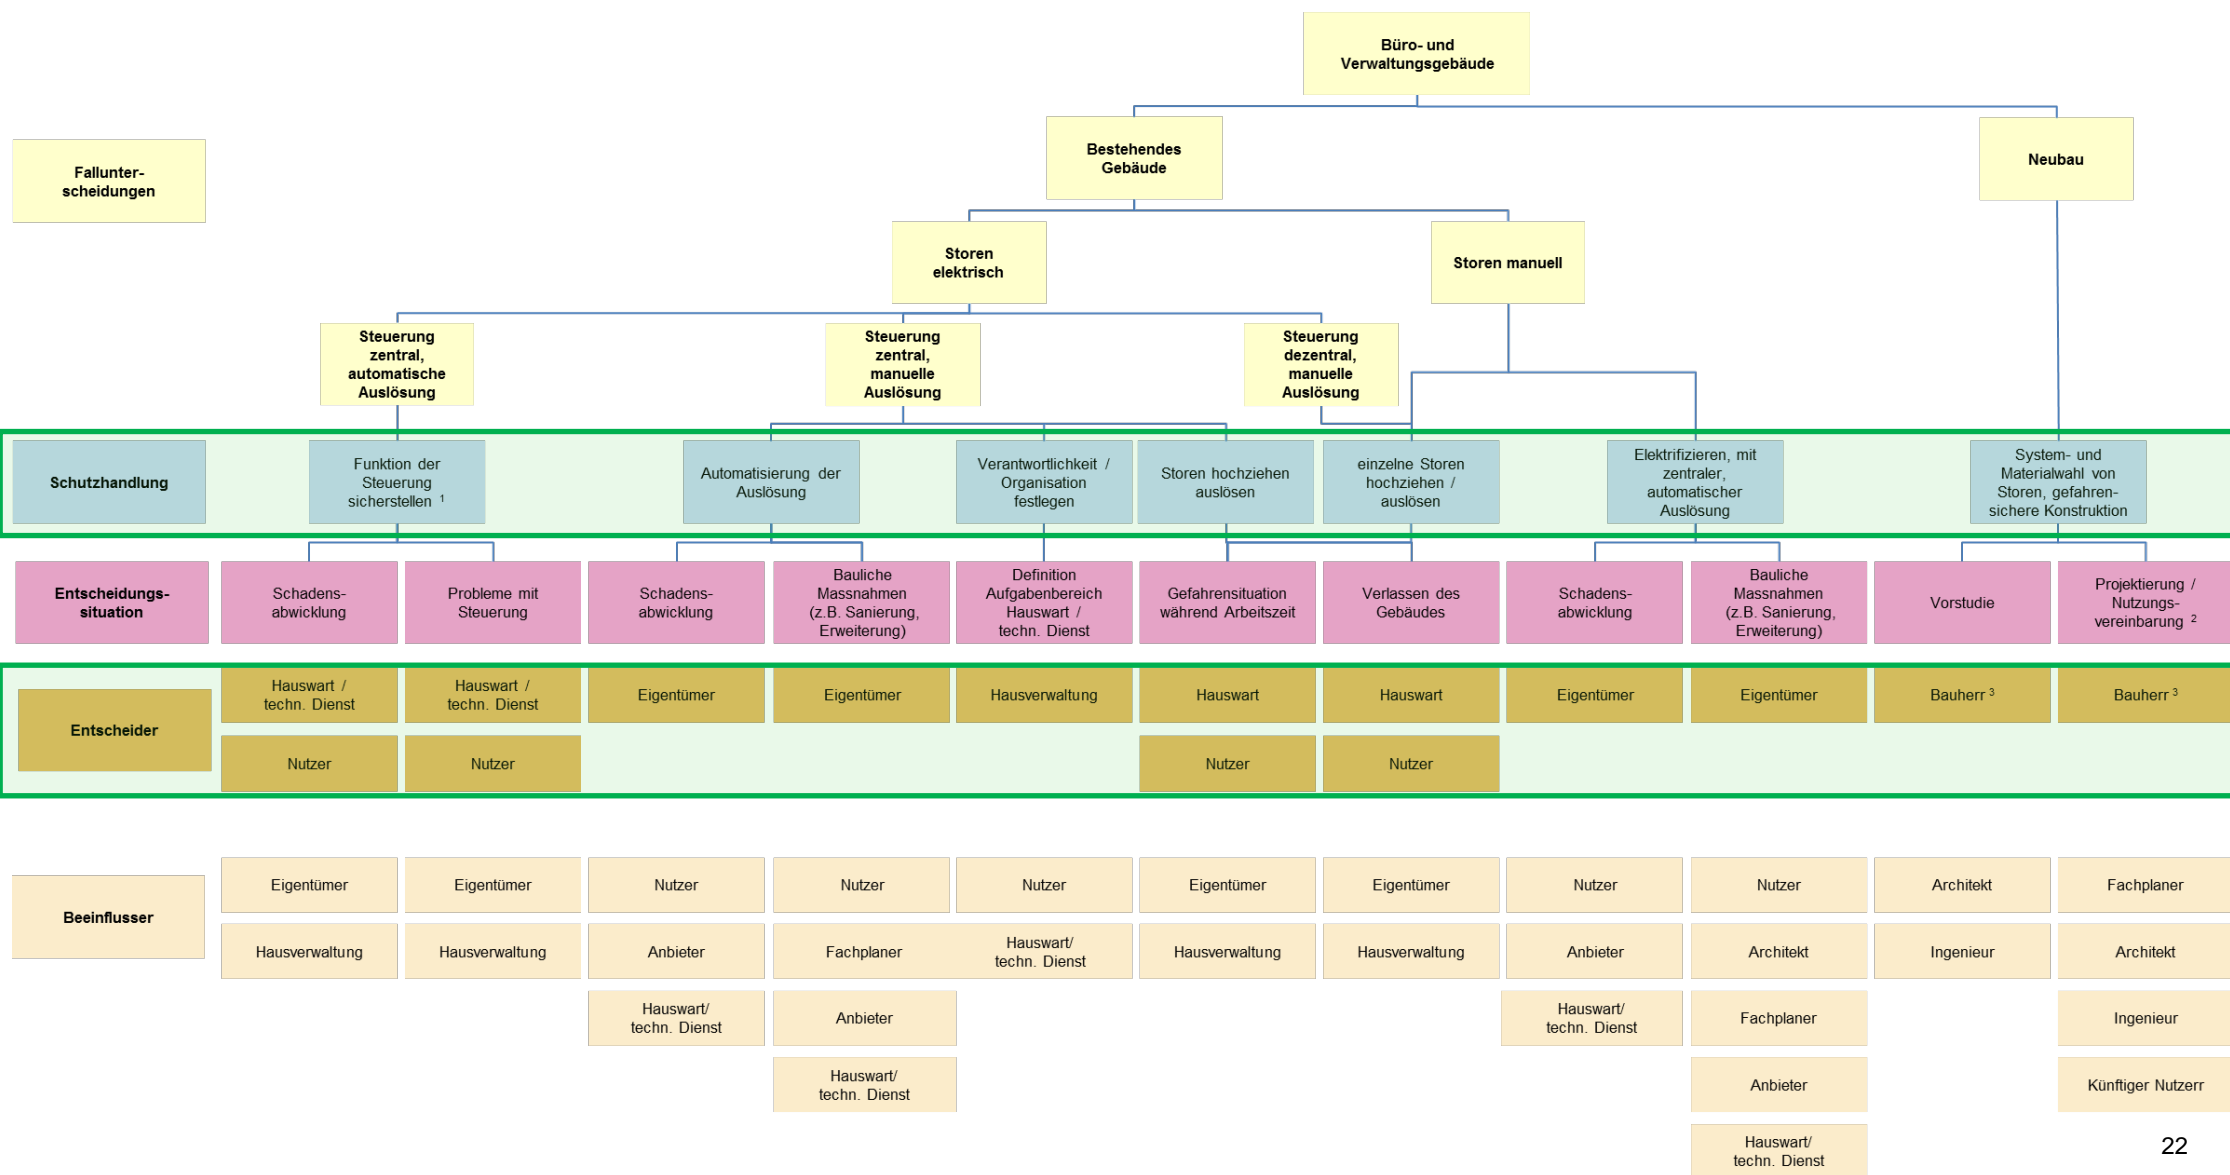 Büro- und
Verwaltungsgebäude
Bestehendes
Gebäude
Neubau
Fallunter-
scheidungen
Storen
elektrisch
Storen manuell
Steuerung
zentral,
automatische
Auslösung
Steuerung
zentral,
manuelle
Auslösung
Steuerung
dezentral,
manuelle
Auslösung
Schutzhandlung
Funktion der
Steuerung
sicherstellen 1
Automatisierung der
Auslösung
Verantwortlichkeit /
Organisation
festlegen
Storen hochziehen
auslösen
einzelne Storen
hochziehen /
auslösen
Elektrifizieren, mit
zentraler,
automatischer
Auslösung
System- und
Materialwahl von
Storen, gefahren-
sichere Konstruktion
Entscheidungs-
situation
Schadens-
abwicklung
Probleme mit
Steuerung
Schadens-
abwicklung
Bauliche
Massnahmen
(z.B. Sanierung,
Erweiterung)
Definition
Aufgabenbereich
Hauswart /
techn. Dienst
Gefahrensituation
während Arbeitszeit
Verlassen des
Gebäudes
Schadens-
abwicklung
Bauliche
Massnahmen
(z.B. Sanierung,
Erweiterung)
Vorstudie
Projektierung /
Nutzungs-
vereinbarung 2
Entscheider
Hauswart /
techn. Dienst
Hauswart /
techn. Dienst
Eigentümer
Eigentümer
Hausverwaltung
Hauswart
Hauswart
Eigentümer
Eigentümer
Bauherr 3
Bauherr 3
Nutzer
Nutzer
Nutzer
Nutzer
Beeinflusser
Eigentümer
Eigentümer
Nutzer
Nutzer
Nutzer
Eigentümer
Eigentümer
Nutzer
Nutzer
Architekt
Fachplaner
Hausverwaltung
Hausverwaltung
Anbieter
Fachplaner
Hauswart/
techn. Dienst
Hausverwaltung
Hausverwaltung
Anbieter
Architekt
Ingenieur
Architekt
Hauswart/
techn. Dienst
Anbieter
Hauswart/
techn. Dienst
Fachplaner
Ingenieur
Hauswart/
techn. Dienst
Anbieter
Künftiger Nutzerr
Hauswart/
techn. Dienst
22